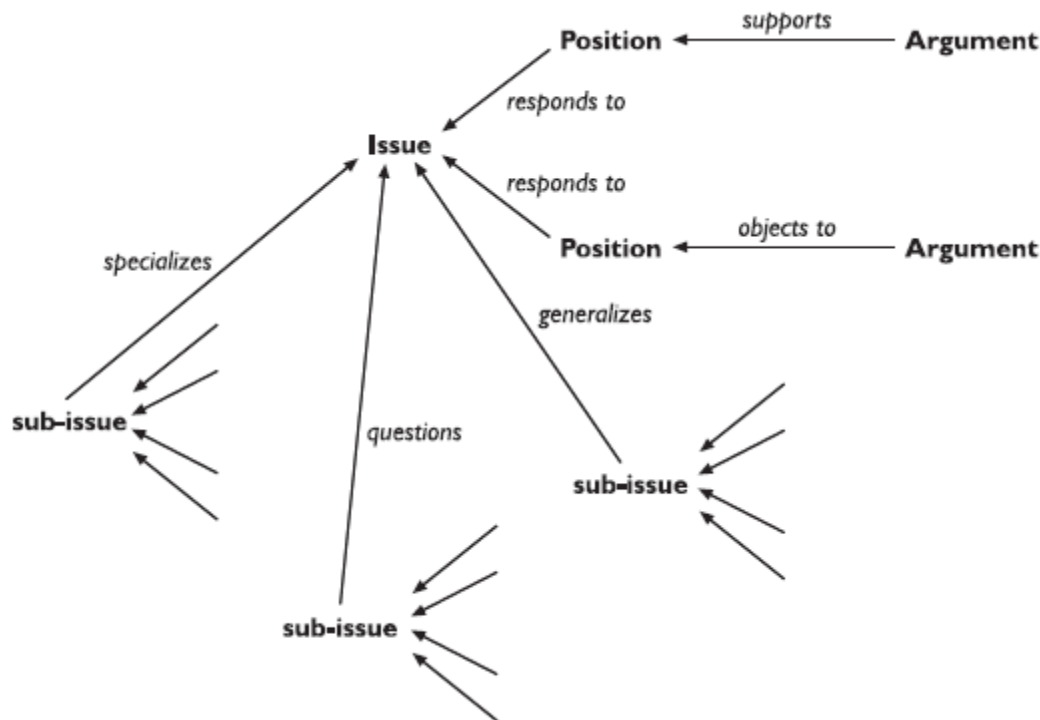 supports
Position
Argument
responds to
Issue
responds to
objects to
Position
Argument
specializes
generalizes
sub-issue
questions
sub-issue
sub-issue